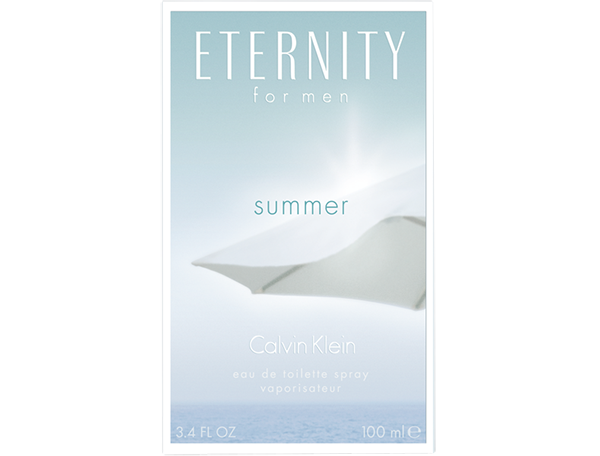 ETERNITY
for men
summer
Calvin Klein
eau de toilette spray
vaporisateur
3.4 FL OZ 100 ml ℮